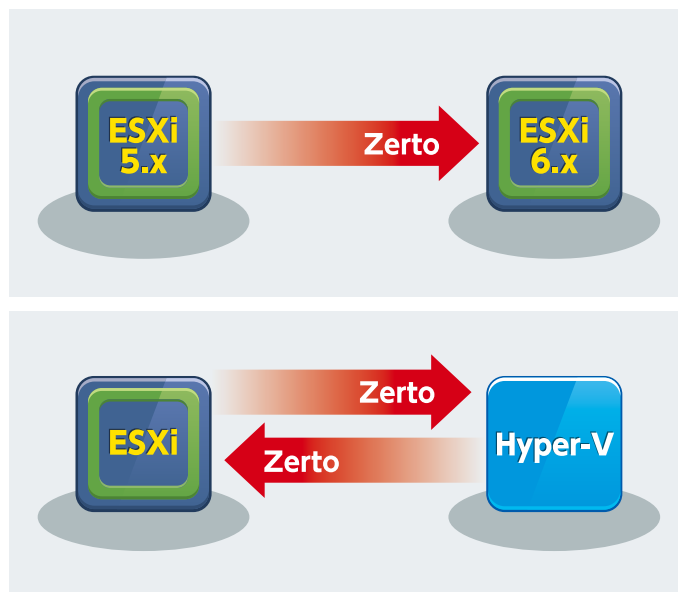 ESXi
5.x
Zerto
ESXi
6.x
ESXi
Zerto
Zerto
Hyper-V